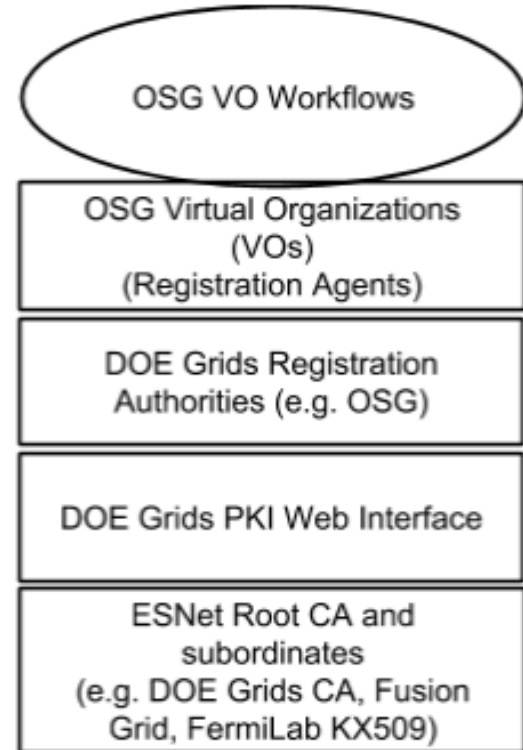 OSG VO Workflows
OSG Virtual Organizations
(VOs)
(Registration Agents)
DOE Grids Registration
Authorities (e.g. OSG)
DOE Grids PKI Web Interface
ESNet Root CA and
subordinates
(e.g. DOE Grids CA, Fusion
Grid, FermiLab KX509)